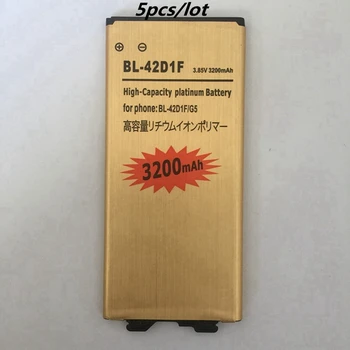 5pcs/lot
BL-42D1F
3.85V 3200mAh
High-Capacity platinum Battery
for phone: BL-42D1F/G5
高容量リチウムイオンポリマー
3200mAh